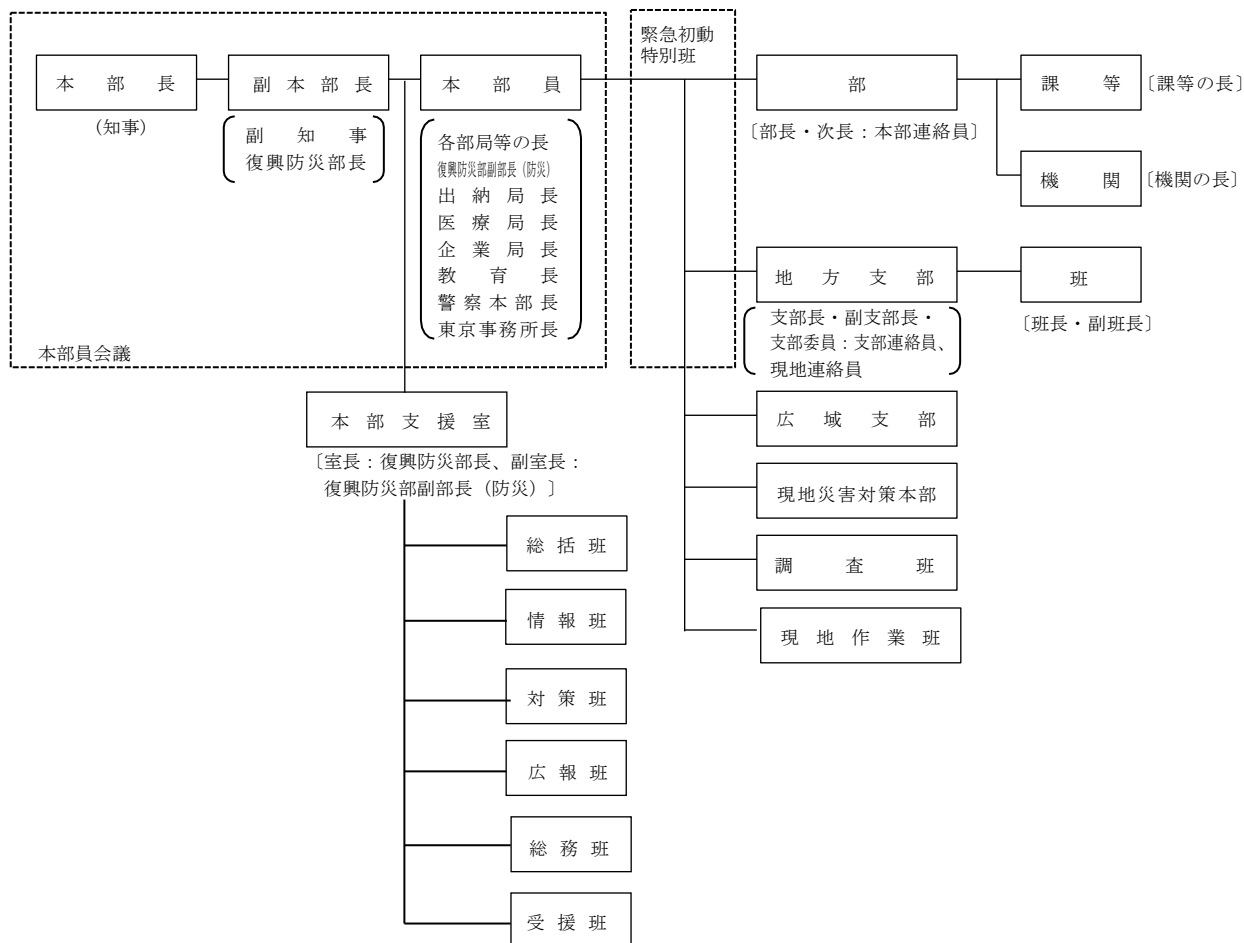 緊急初動
特別班
本部長
副本部長
本部員
部
課等
〔課等の長〕
(知事)
副知事
復興防災部長
各部局等の長
復興防災部副部長(防災)
出納局長
医療局長
企業局長
教育長
警察本部長
東京事務所長
本部員会議
〔部長・次長:本部連絡員〕
機関
〔機関の長〕
地方支部
班
支部長・副支部長・
支部委員:支部連絡員、
現地連絡員
〔班長・副班長〕
本部支援室
〔室長:復興防災部長、副室長:
復興防災部副部長(防災)〕
広域支部
現地災害対策本部
調査班
現地作業班
総括班
情報班
対策班
広報班
総務班
受援班